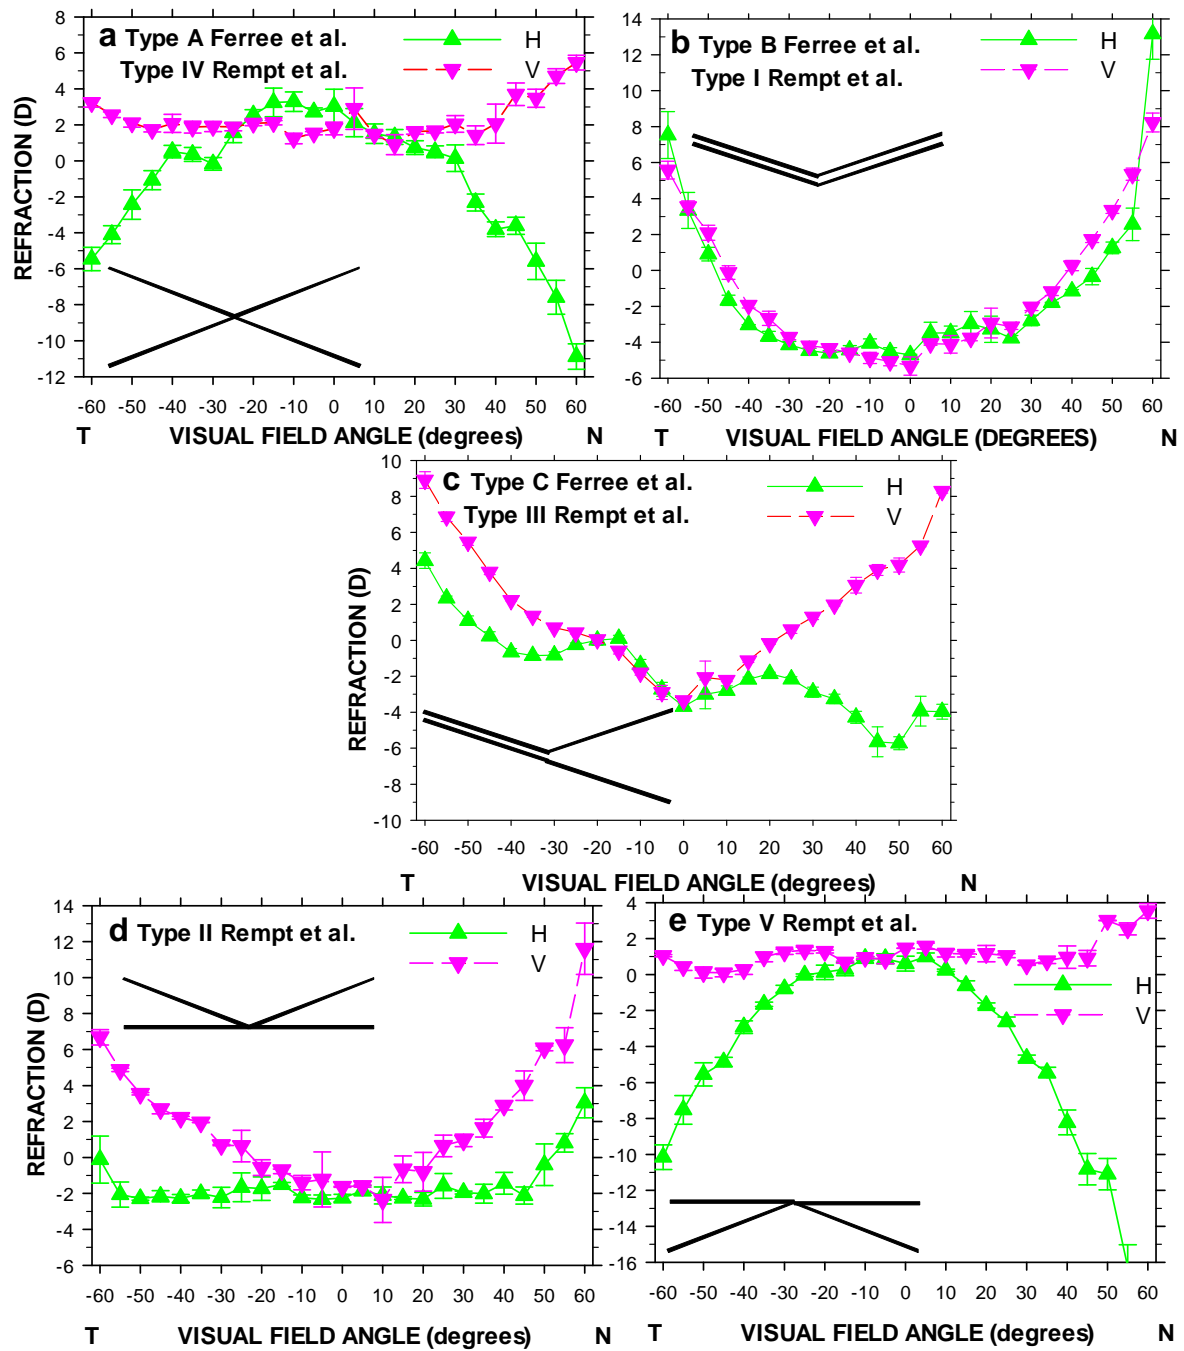 a Type A Ferree et al.
Type IV Rempt et al.
H
V
REFRACTION (D)
8
6
4
2
0
-2
-4
-6
-8
-10
-12
-60 -50 -40 -30 -20 -10 0 10 20 30 40 50 60
T VISUAL FIELD ANGLE (degrees) N
b Type B Ferree et al.
Type I Rempt et al.
H
V
14
12
10
8
6
4
2
0
-2
-4
-6
-60 -50 -40 -30 -20 -10 0 10 20 30 40 50 60
T VISUAL FIELD ANGLE (DEGREES) N
c Type C Ferree et al.
Type III Rempt et al.
H
V
REFRACTION (D)
10
8
6
4
2
0
-2
-4
-6
-8
-10
-60 -50 -40 -30 -20 -10 0 10 20 30 40 50 60
T VISUAL FIELD ANGLE (degrees) N
d Type II Rempt et al.
H
V
REFRACTION (D)
14
12
10
8
6
4
2
0
-2
-4
-6
-60 -50 -40 -30 -20 -10 0 10 20 30 40 50 60
T VISUAL FIELD ANGLE (degrees) N
e Type V Rempt et al.
H
V
4
2
0
-2
-4
-6
-8
-10
-12
-14
-16
-60 -50 -40 -30 -20 -10 0 10 20 30 40 50 60
T VISUAL FIELD ANGLE (degrees) N